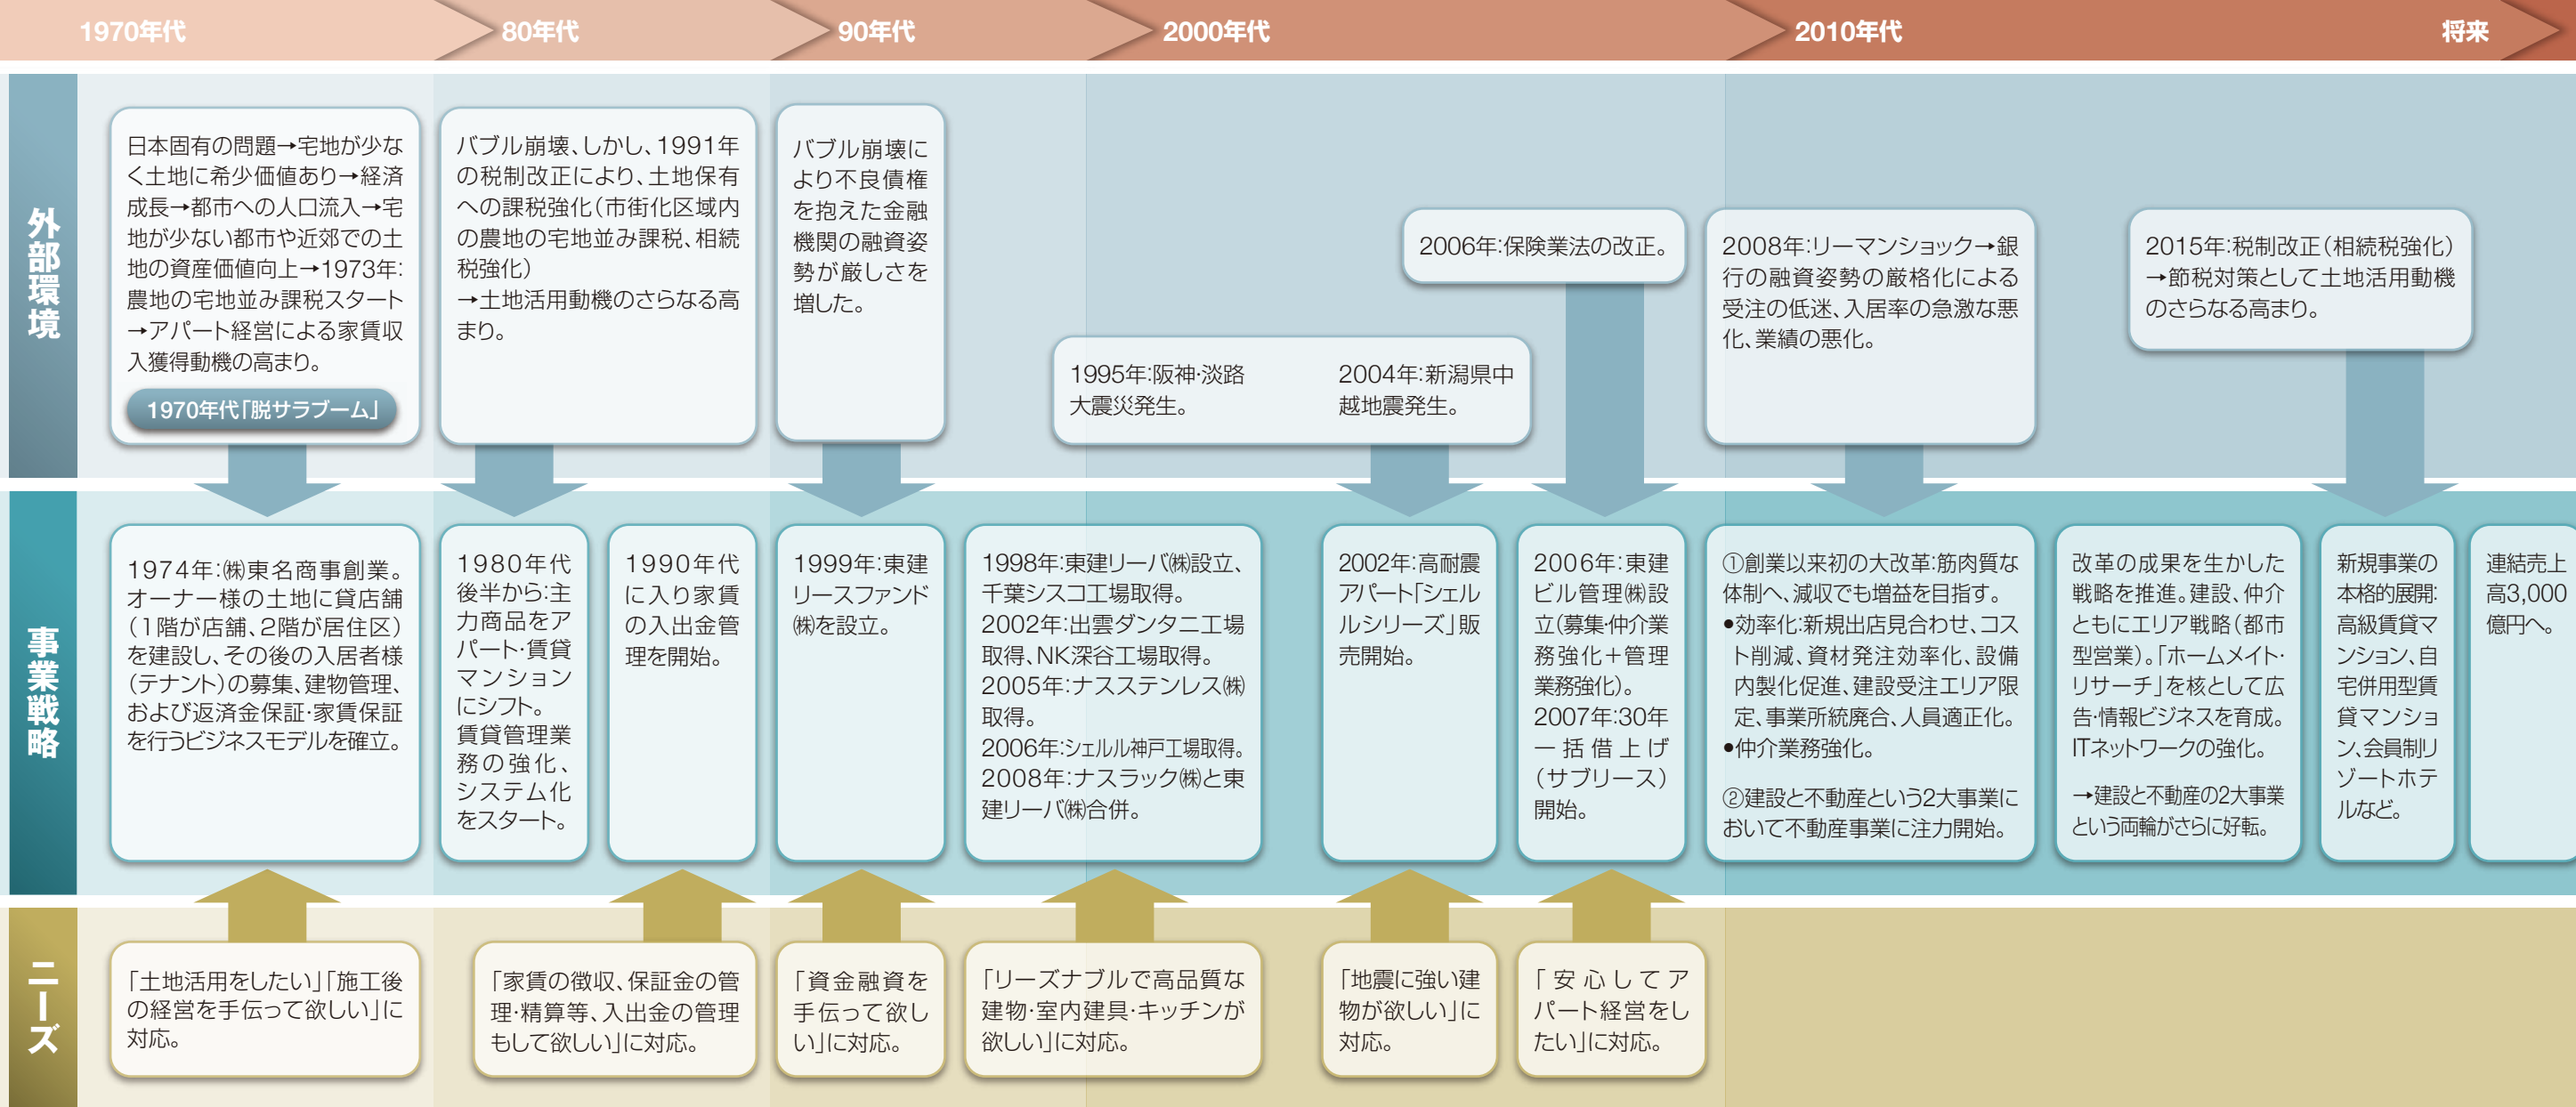 1970年代
80年代
90年代
2000年代
2010年代
将来
外部環境
日本固有の問題→宅地が少な
く土地に希少価値あり→経済
成長→都市への人口流入→宅
地が少ない都市や近郊での土
地の資産価値向上→1973年:
農地の宅地並み課税スタート
→アパート経営による家賃収
入獲得動機の高まり。
1970年代「脱サラブーム」
バブル崩壊、しかし、1991年
の税制改正により、土地保有
への課税強化(市街化区域内
の農地の宅地並み課税、相続
税強化)
→土地活用動機のさらなる高
まり。
バブル崩壊に
より不良債権
を抱えた金融
機関の融資姿
勢が厳しさを
増した。
1995年:阪神・淡路
大震災発生。
2004年:新潟県中
越地震発生。
2006年:保険業法の改正。
2008年:リーマンショック→銀
行の融資姿勢の厳格化による
受注の低迷、入居率の急激な悪
化、業績の悪化。
2015年:税制改正(相続税強化)
→節税対策として土地活用動機
のさらなる高まり。
事業戦略
1974年:㈱東名商事創業。
オーナー様の土地に貸店舗
(1階が店舗、2階が居住区)
を建設し、その後の入居者様
(テナント)の募集、建物管理、
および返済金保証・家賃保証
を行うビジネスモデルを確立。
1980年代
後半から:主
力商品をア
パート・賃貸
マンション
にシフト。
賃貸管理業
務の強化、
システム化
をスタート。
1990年代
に入り家賃
の入出金管
理を開始。
1999年:東建
リースファンド
㈱を設立。
1998年:東建リーバ㈱設立、
千葉シスコ工場取得。
2002年:出雲ダンタニ工場
取得、NK深谷工場取得。
2005年:ナスステンレス㈱
取得。
2006年:シェルル神戸工場取得。
2008年:ナスラック㈱と東
建リーバ㈱合併。
2002年:高耐震
アパート「シェル
ルシリーズ」販
売開始。
2006年:東建
ビル管理㈱設
立(募集・仲介業
務強化＋管理
業務強化)。
2007年:30年
一括借上げ
(サブリース)
開始。
①創業以来初の大改革:筋肉質な
体制へ、減収でも増益を目指す。
●効率化:新規出店見合わせ、コス
ト削減、資材発注効率化、設備
内製化促進、建設受注エリア限
定、事業所統廃合、人員適正化。
●仲介業務強化。
②建設と不動産という2大事業に
おいて不動産事業に注力開始。
改革の成果を生かした
戦略を推進。建設、仲介
ともにエリア戦略(都市
型営業)。「ホームメイト・
リサーチ」を核として広
告・情報ビジネスを育成。
ITネットワークの強化。
→建設と不動産の2大事業
という両輪がさらに好転。
新規事業の
本格的展開:
高級賃貸マ
ンション、自
宅併用型賃
貸マンショ
ン、会員制リ
ゾートホテ
ルなど。
連結売上
高3,000
億円へ。
ニーズ
「土地活用をしたい」「施工後
の経営を手伝って欲しい」に
対応。
「家賃の徴収、保証金の管
理・精算等、入出金の管理
もして欲しい」に対応。
「資金融資を
手伝って欲し
い」に対応。
「リーズナブルで高品質な
建物・室内建具・キッチンが
欲しい」に対応。
「地震に強い建
物が欲しい」に
対応。
「安心してア
パート経営をし
たい」に対応。